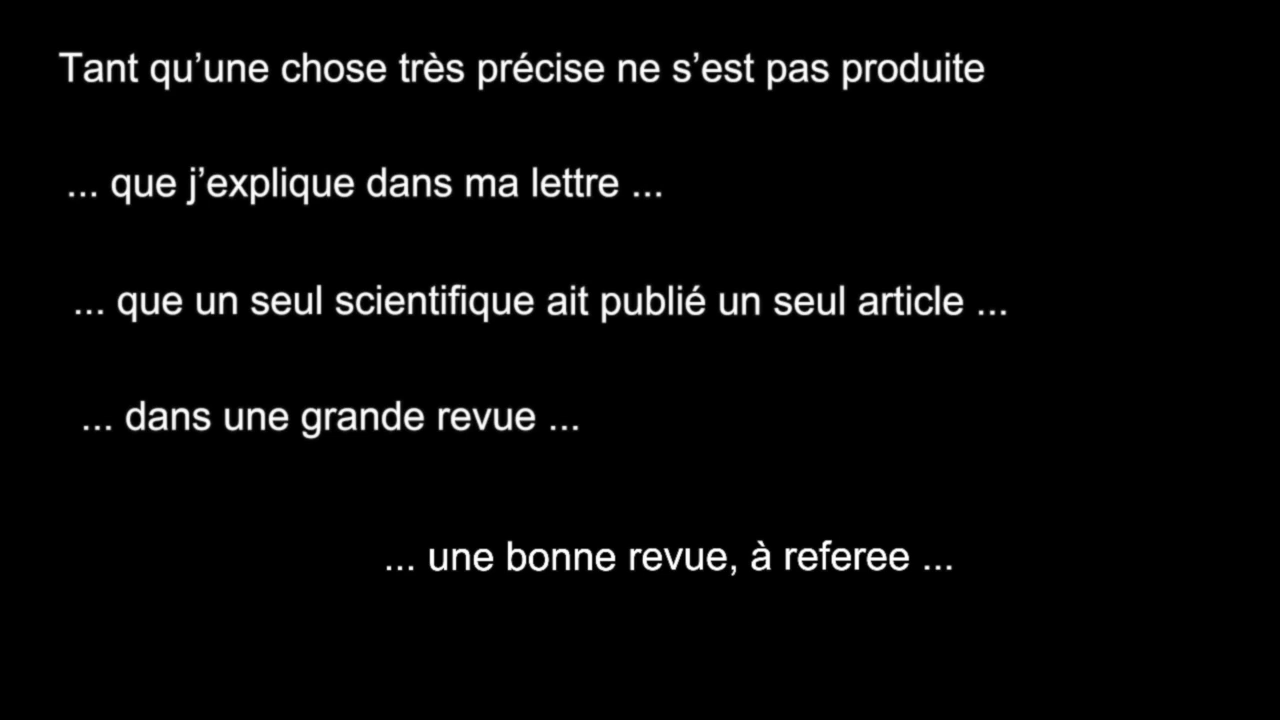 Tant qu’une chose très précise ne s’est pas produite
... que j’explique dans ma lettre ...
... que un seul scientifique ait publié un seul article ...
... dans une grande revue ...
... une bonne revue, à referee ...